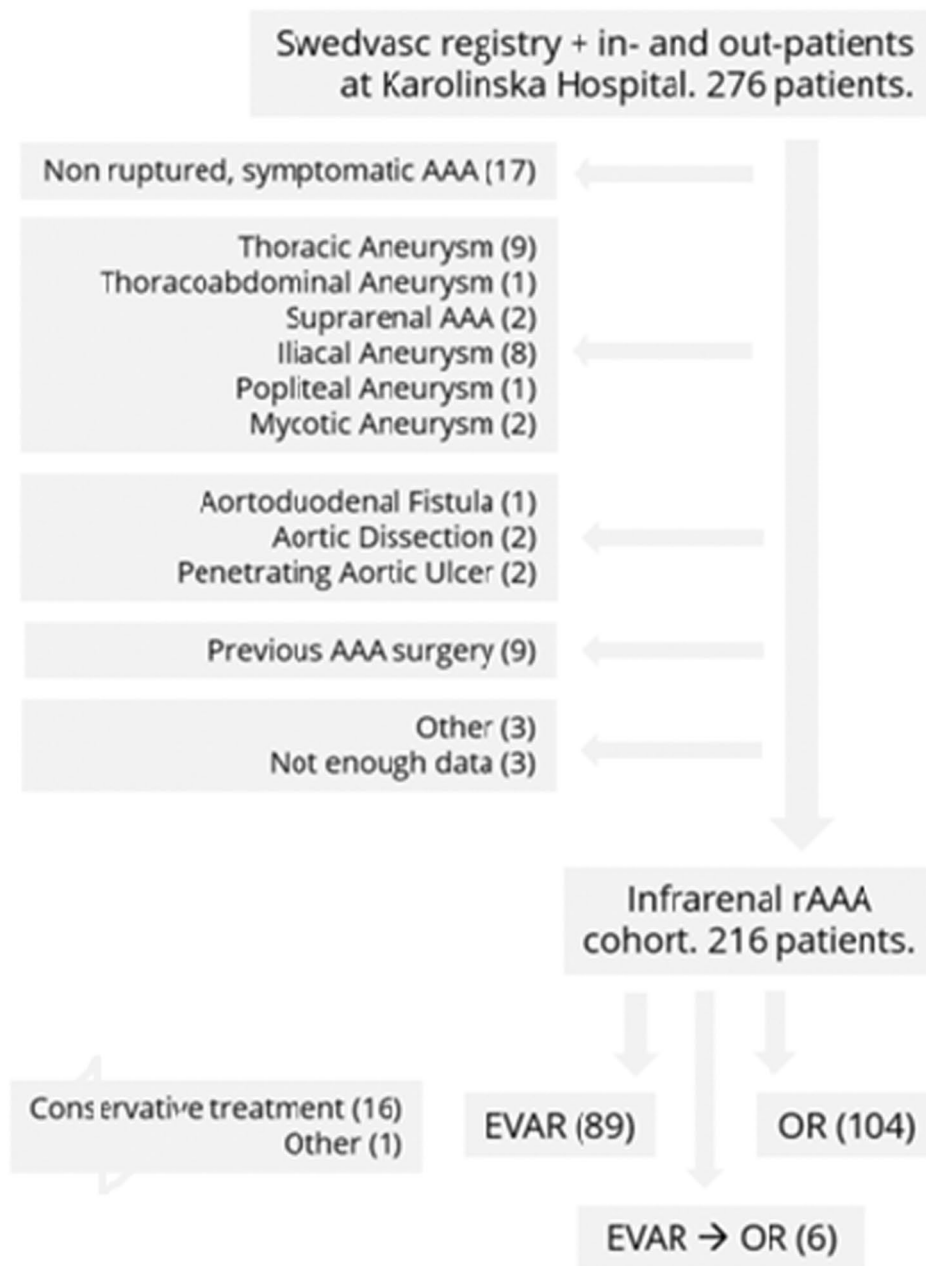 Swedvasc registry + in- and out-patients
at Karolinska Hospital. 276 patients.
Non ruptured, symptomatic AAA (17)
Thoracic Aneurysm (9)
Thoracoabdominal Aneurysm (1)
Suprarenal AAA (2)
Iliacal Aneurysm (8)
Popliteal Aneurysm (1)
Mycotic Aneurysm (2)
Aortoduodenal Fistula (1)
Aortic Dissection (2)
Penetrating Aortic Ulcer (2)
Previous AAA surgery (9)
Other (3)
Not enough data (3)
Infrarenal rAAA
cohort. 216 patients.
Conservative treatment (16)
Other (1)
EVAR (89)
OR (104)
EVAR → OR (6)